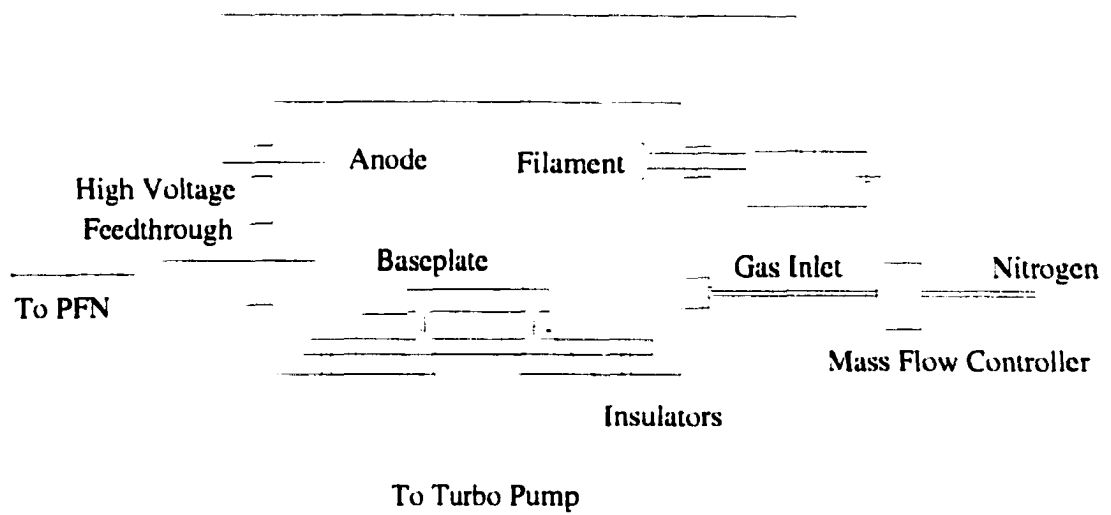 Anode
Filament
High Voltage
Feedthrough
Baseplate
Gas Inlet
Nitrogen
To PFN
Mass Flow Controller
Insulators
To Turbo Pump